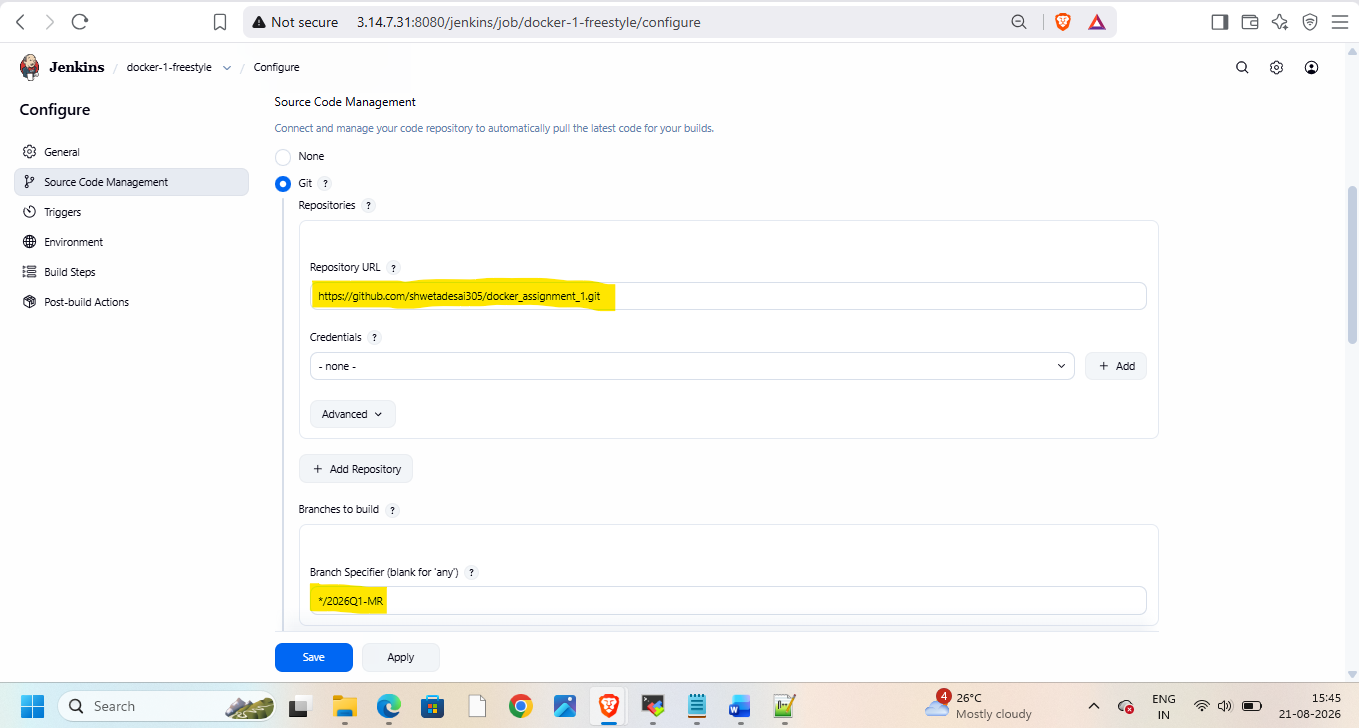 Not secure 3.14.7.31:8080/jenkins/job/docker-1-freestyle/configure
Jenkins / docker-1-freestyle / Configure
Configure
General
Source Code Management
Triggers
Environment
Build Steps
Post-build Actions
Source Code Management
Connect and manage your code repository to automatically pull the latest code for your builds.
None
Git ?
Repositories ?
Repository URL ?
https://github.com/shwetadesai305/docker_assignment_1.git
Credentials ?
- none -
+ Add
Advanced
+ Add Repository
Branches to build ?
Branch Specifier (blank for 'any') ?
*/2026Q1-MR
Save
Apply
Search
4
26°C
Mostly cloudy
ENG
IN
15:45
21-08-2026